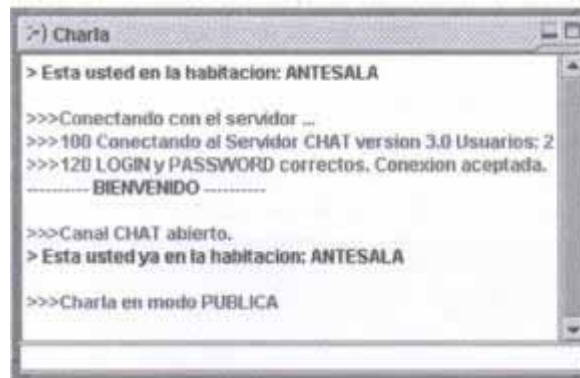 :-) Charla
> Esta usted en la habitacion: ANTESALA
>>>Conectando con el servidor ...
>>>100 Conectando al Servidor CHAT version 3.0 Usuarios: 2
>>>120 LOGIN y PASSWORD correctos. Conexion aceptada.
---------- BIENVENIDO ----------
>>>Canal CHAT abierto.
> Esta usted ya en la habitacion: ANTESALA
>>>Charla en modo PUBLICA